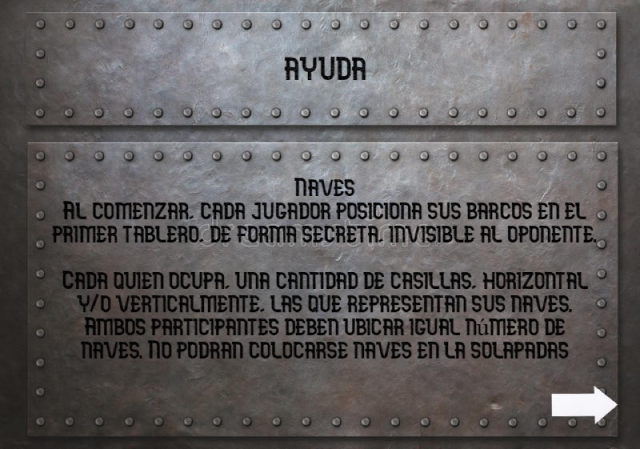 AYUDA
NAVES
AL COMENZAR, CADA JUGADOR POSICIONA SUS BARCOS EN EL
PRIMER TABLERO, DE FORMA SECRETA, INVISIBLE AL OPONENTE.
CADA QUIEN OCUPA, UNA CANTIDAD DE CASILLAS, HORIZONTAL
Y/O VERTICALMENTE, LAS QUE REPRESENTAN SUS NAVES.
AMBOS PARTICIPANTES DEBEN UBICAR IGUAL NúMERO DE
NAVES. NO PODRAN COLOCARSE NAVES EN LA SOLAPADAS